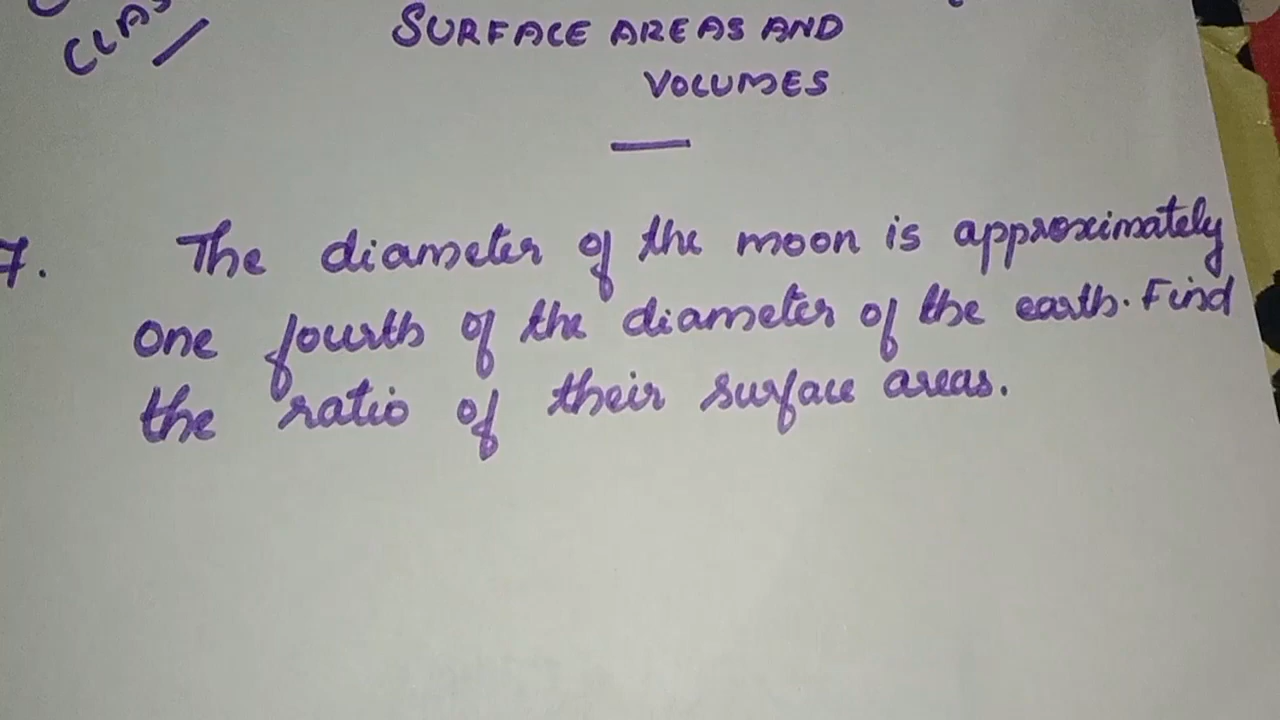 SURFACE AREAS AND
VOLUMES
7. The diameter of the moon is approximately
one fourth of the diameter of the earth. Find
the ratio of their surface areas.